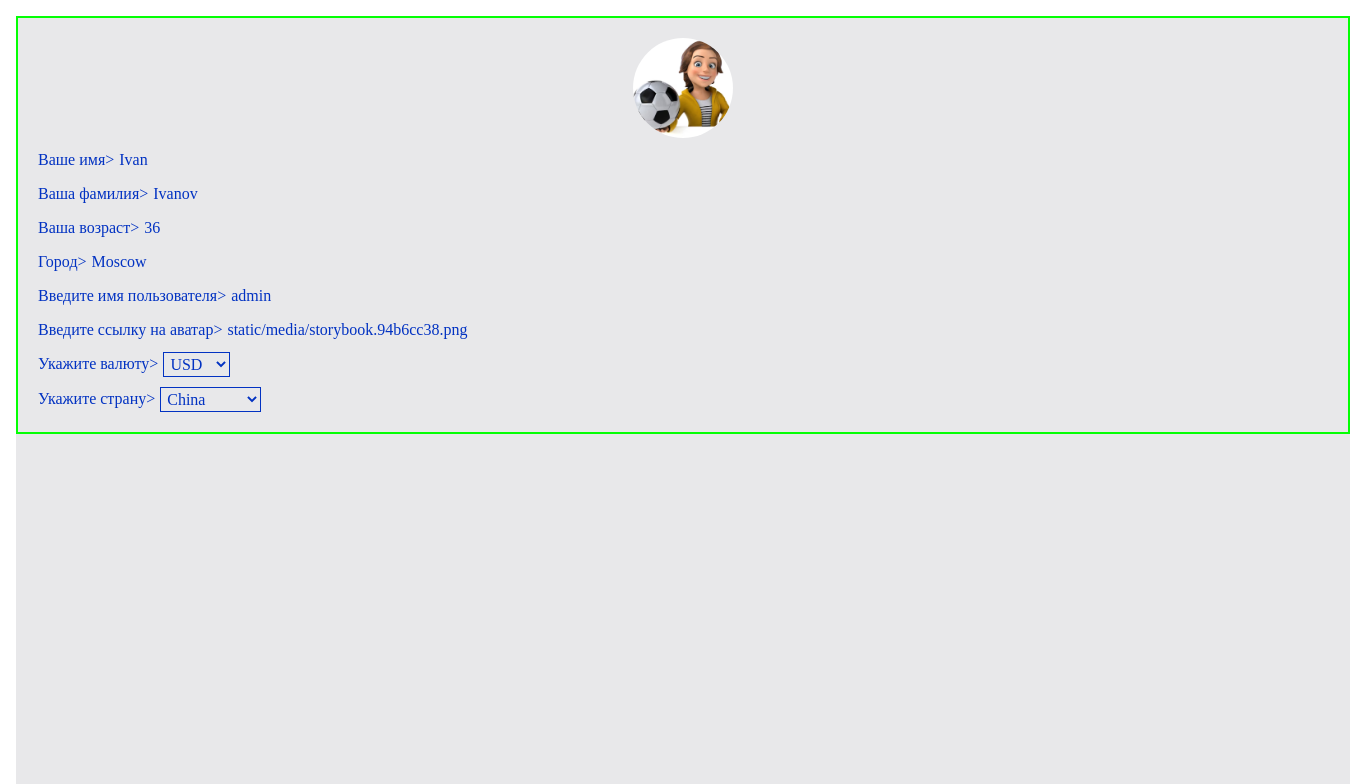 Ваше имя> Ivan
Ваша фамилия> Ivanov
Ваша возраст> 36
Город> Moscow
Введите имя пользователя> admin
Введите ссылку на аватар> static/media/storybook.94b6cc38.png
Укажите валюту> USD
Укажите страну> China